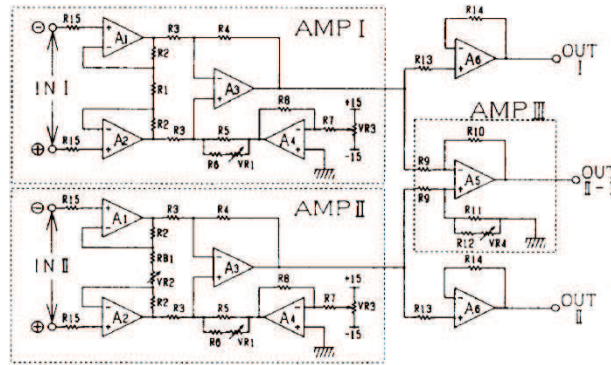 AMP I
IN I
R15
A1
R2
R1
R2
R15
A2
R3
R4
A3
R3
R5
R6
VR1
R8
A4
R7
+15
VR3
-15
R14
R13
A6
OUT
I
AMP III
R10
R9
R9
A5
R11
R12
VR4
OUT
II-I
AMP II
IN II
R15
A1
R2
RB1
VR2
R2
R15
A2
R3
R4
A3
R3
R5
R6
VR1
R8
A4
R7
+15
VR3
-15
R14
R13
A6
OUT
II